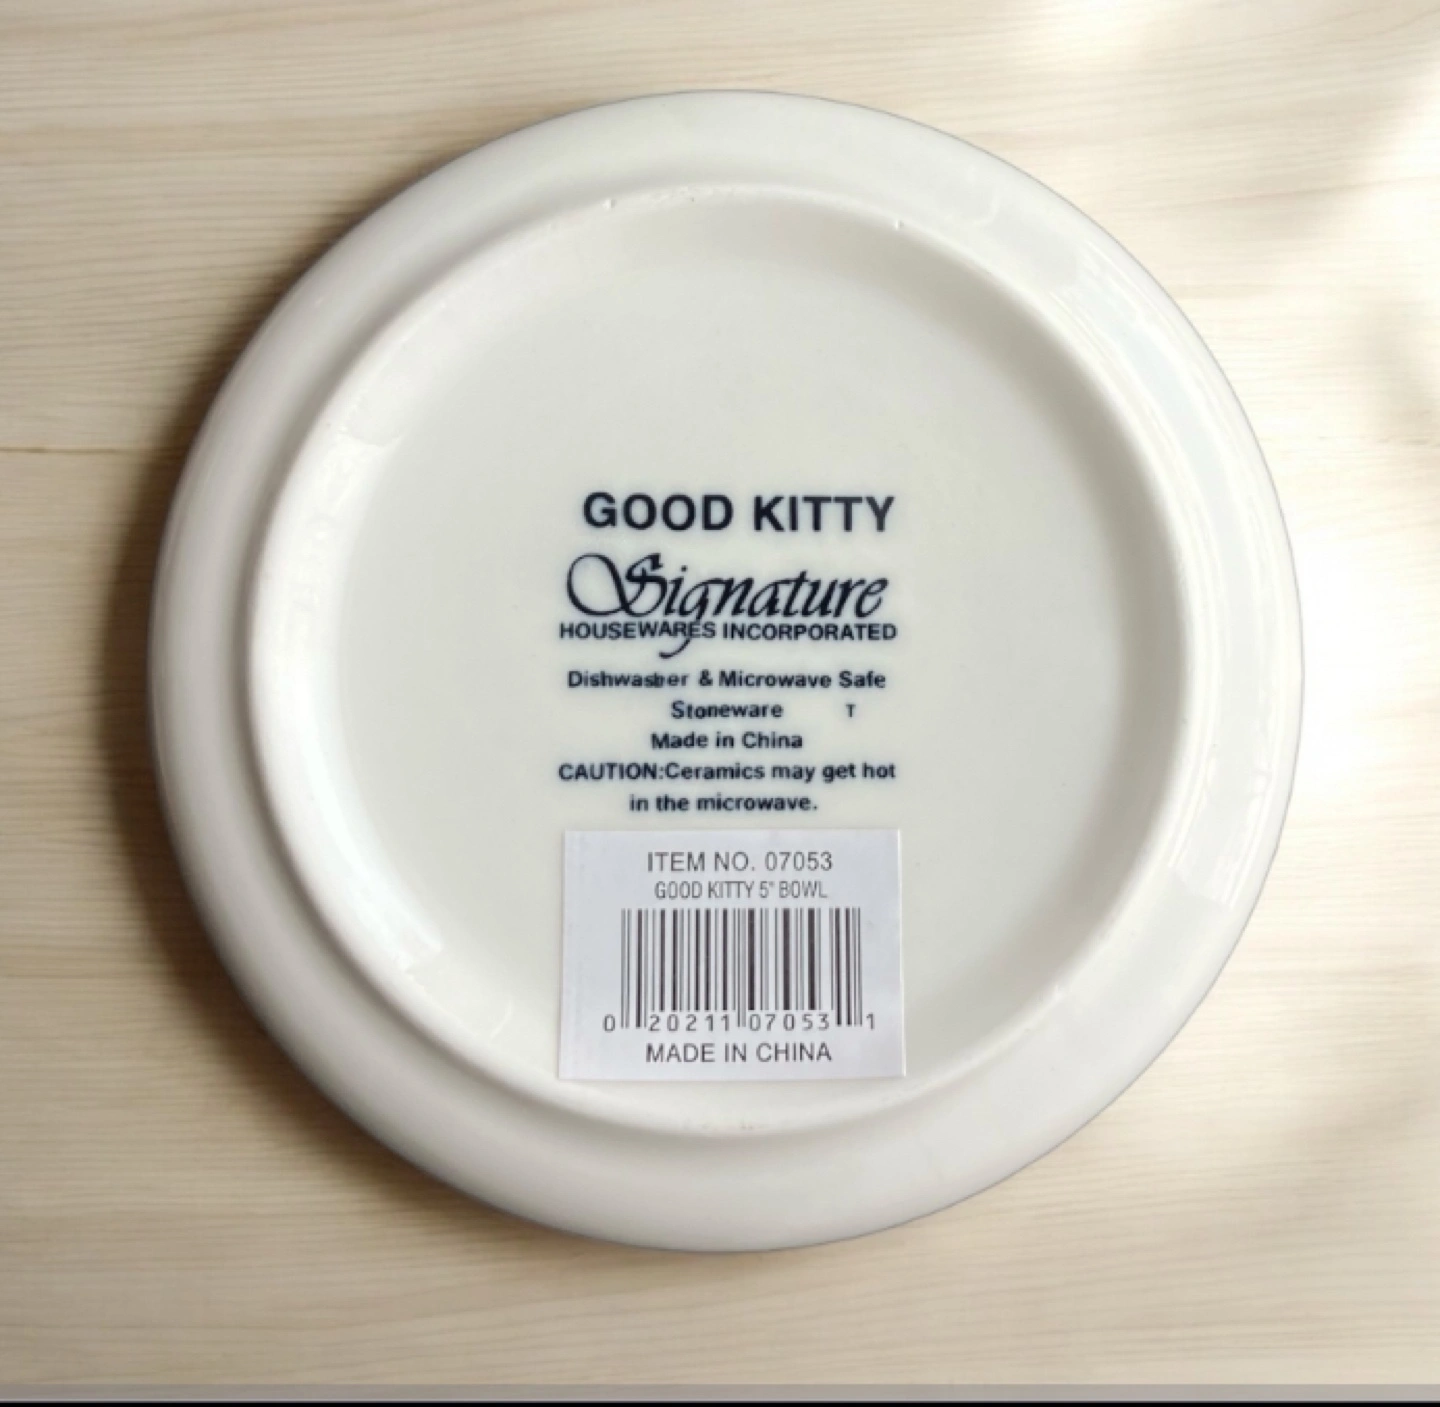 GOOD KITTY
Signature
HOUSEWARES INCORPORATED
Dishwasher & Microwave Safe
Stoneware T
Made in China
CAUTION:Ceramics may get hot
in the microwave.
ITEM NO. 07053
GOOD KITTY 5" BOWL
0 20211 07053 1
MADE IN CHINA